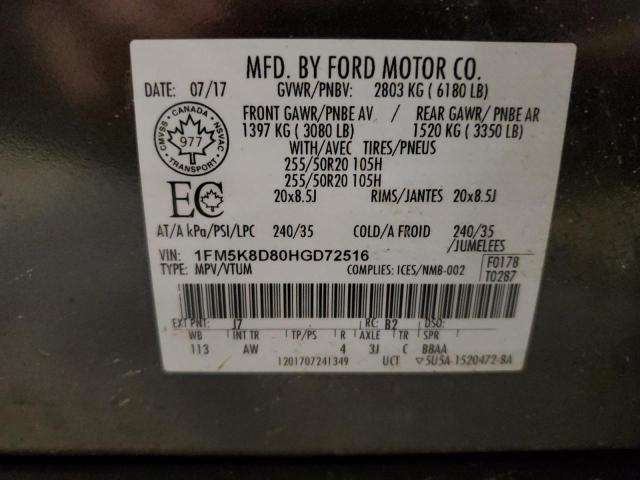 MFD. BY FORD MOTOR CO.
DATE: 07/17 GVWR/PNBV: 2803 KG ( 6180 LB)
FRONT GAWR/PNBE AV / REAR GAWR/ PNBE AR
1397 KG ( 3080 LB) 1520 KG ( 3350 LB)
WITH/AVEC TIRES/PNEUS
255/50R20 105H
255/50R20 105H
20x8.5J RIMS/JANTES 20x8.5J
CANADA
CMVSS NSVAC
977
TRANSPORT
EC
AT/A kPa/PSI/LPC 240/35 COLD/A FROID 240/35
/JUMELEES
VIN: 1FM5K8D80HGD72516
TYPE: MPV/VTUM COMPLIES: ICES/NMB-002
F0178
T0287
EXT PNT: J7 RC: B2 DSO:
WB INT TR TP/PS R AXLE TR SPR
113 AW 4 3J C BBAA
1201707241349 UCT ▽5U5A-1520472-BA